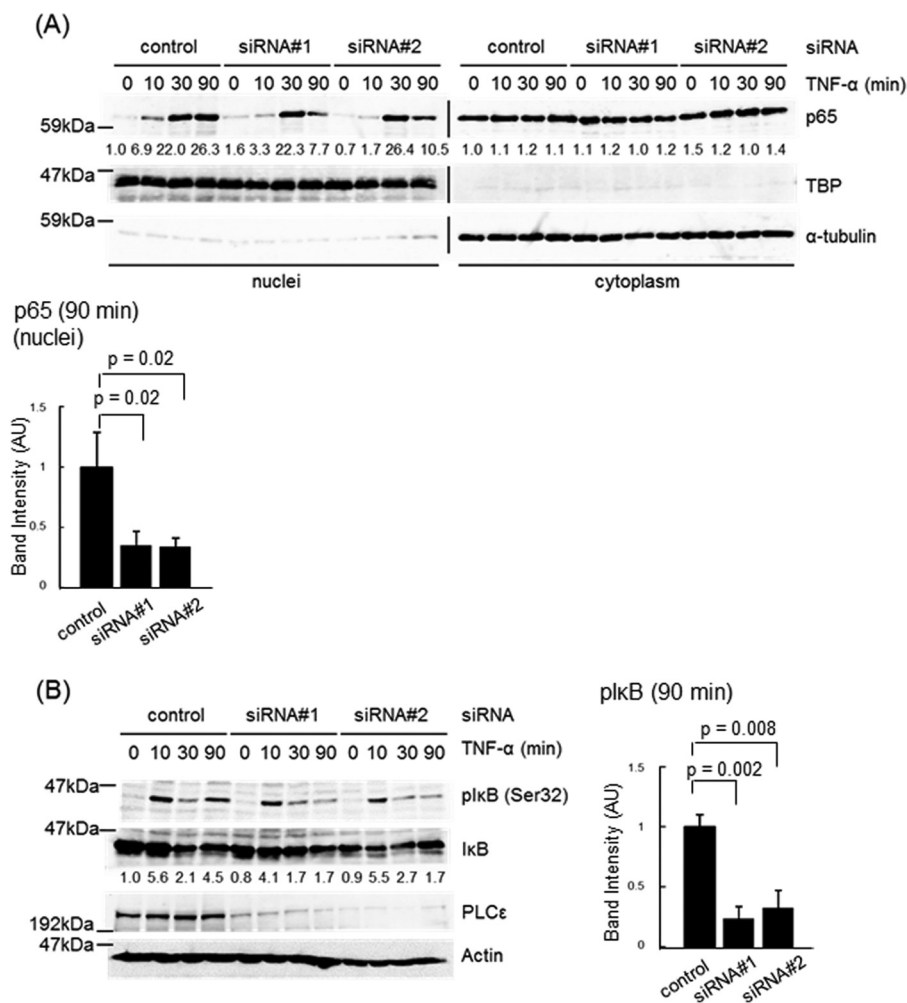 (A)
control siRNA#1 siRNA#2 control siRNA#1 siRNA#2 siRNA
0 10 30 90 0 10 30 90 0 10 30 90 0 10 30 90 0 10 30 90 0 10 30 90 TNF-α (min)
59kDa p65
1.0 6.9 22.0 26.3 1.6 3.3 22.3 7.7 0.7 1.7 26.4 10.5 1.0 1.1 1.2 1.1 1.1 1.2 1.0 1.2 1.5 1.2 1.0 1.4
47kDa TBP
59kDa α-tubulin
nuclei cytoplasm
p65 (90 min)
(nuclei)
p = 0.02
p = 0.02
1.5
1
0.5
0
Band Intensity (AU)
control siRNA#1 siRNA#2
(B)
control siRNA#1 siRNA#2 siRNA
0 10 30 90 0 10 30 90 0 10 30 90 TNF-α (min)
47kDa pIκB (Ser32)
47kDa IκB
1.0 5.6 2.1 4.5 0.8 4.1 1.7 1.7 0.9 5.5 2.7 1.7
192kDa PLCε
47kDa Actin
pIκB (90 min)
p = 0.008
p = 0.002
1.5
1
0.5
0
Band Intensity (AU)
control siRNA#1 siRNA#2